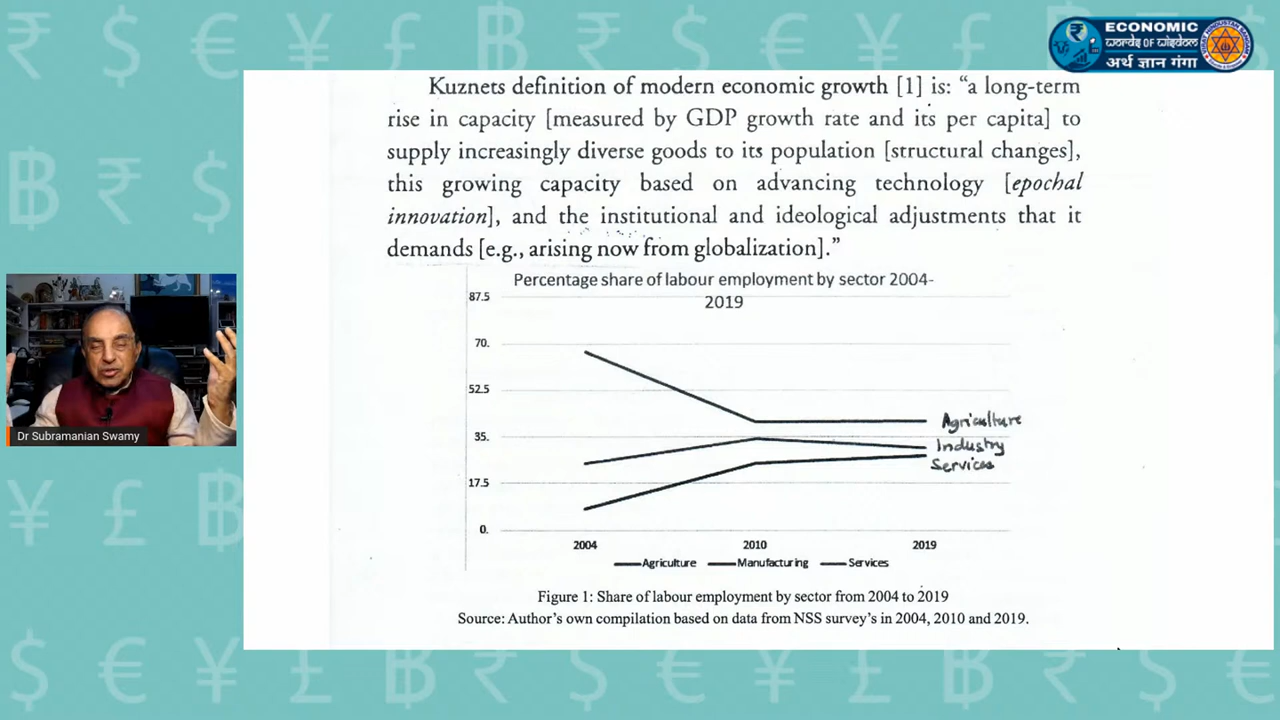 ECONOMIC
WORDS OF WISDOM
अर्थ ज्ञान गंगा
Kuznets definition of modern economic growth [1] is: “a long-term
rise in capacity [measured by GDP growth rate and its per capita] to
supply increasingly diverse goods to its population [structural changes],
this growing capacity based on advancing technology [epochal
innovation], and the institutional and ideological adjustments that it
demands [e.g., arising now from globalization].”
Percentage share of labour employment by sector 2004-
2019
87.5
70.
52.5
35.
17.5
0.
Agriculture
Industry
Services
2004 2010 2019
Agriculture Manufacturing Services
Figure 1: Share of labour employment by sector from 2004 to 2019
Source: Author's own compilation based on data from NSS survey's in 2004, 2010 and 2019.
Dr Subramanian Swamy